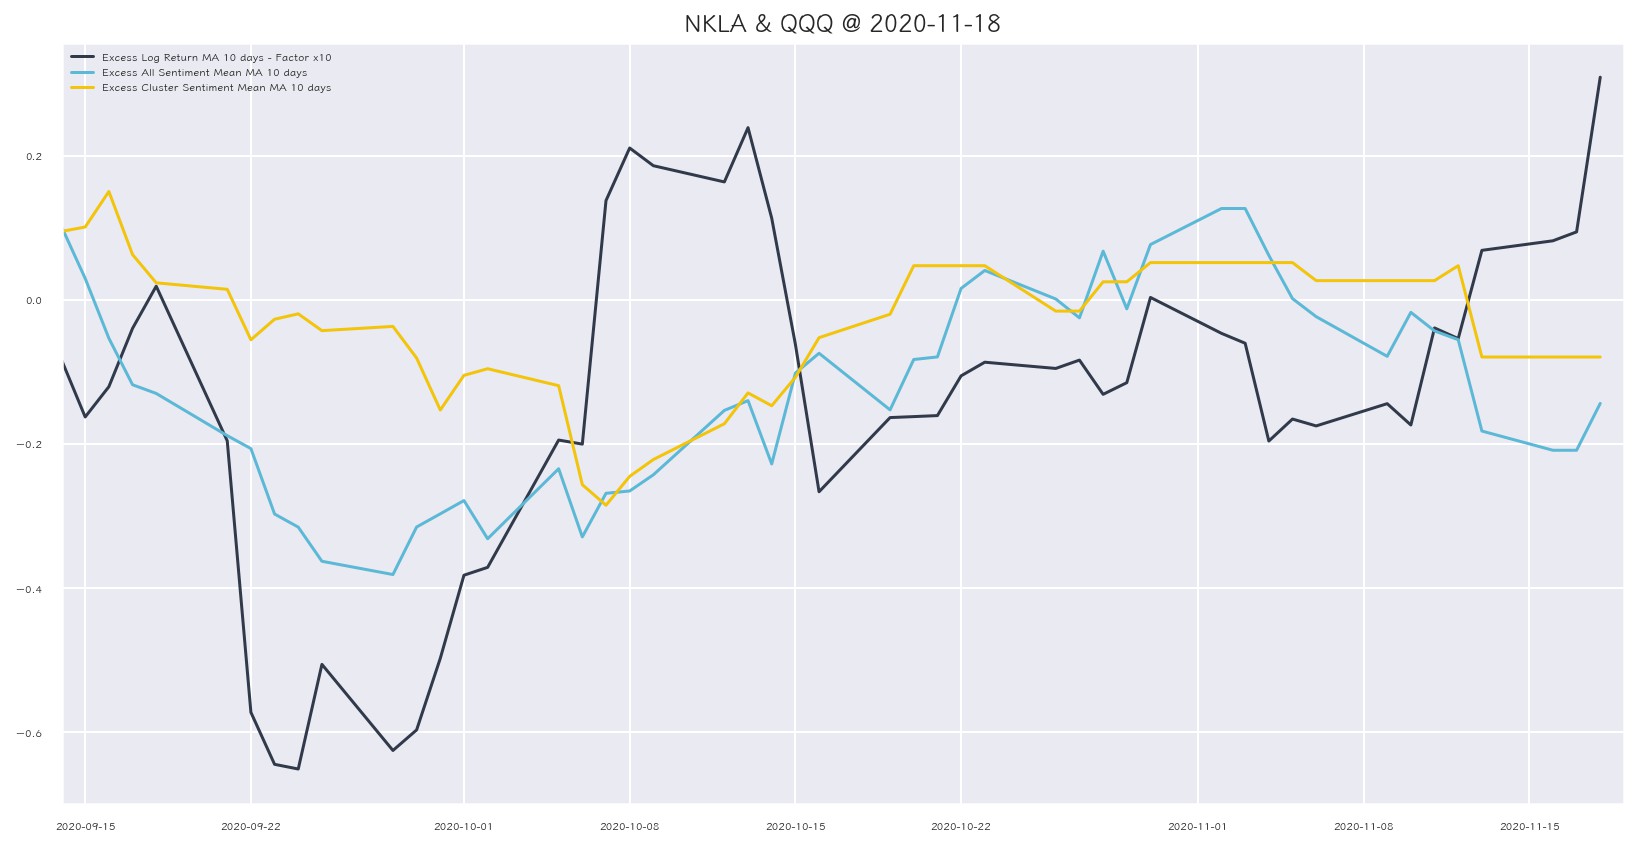 NKLA & QQQ @ 2020-11-18
Excess Log Return MA 10 days - Factor x10
Excess All Sentiment Mean MA 10 days
Excess Cluster Sentiment Mean MA 10 days
0.2
0.0
−0.2
−0.4
−0.6
2020-09-15 2020-09-22 2020-10-01 2020-10-08 2020-10-15 2020-10-22 2020-11-01 2020-11-08 2020-11-15